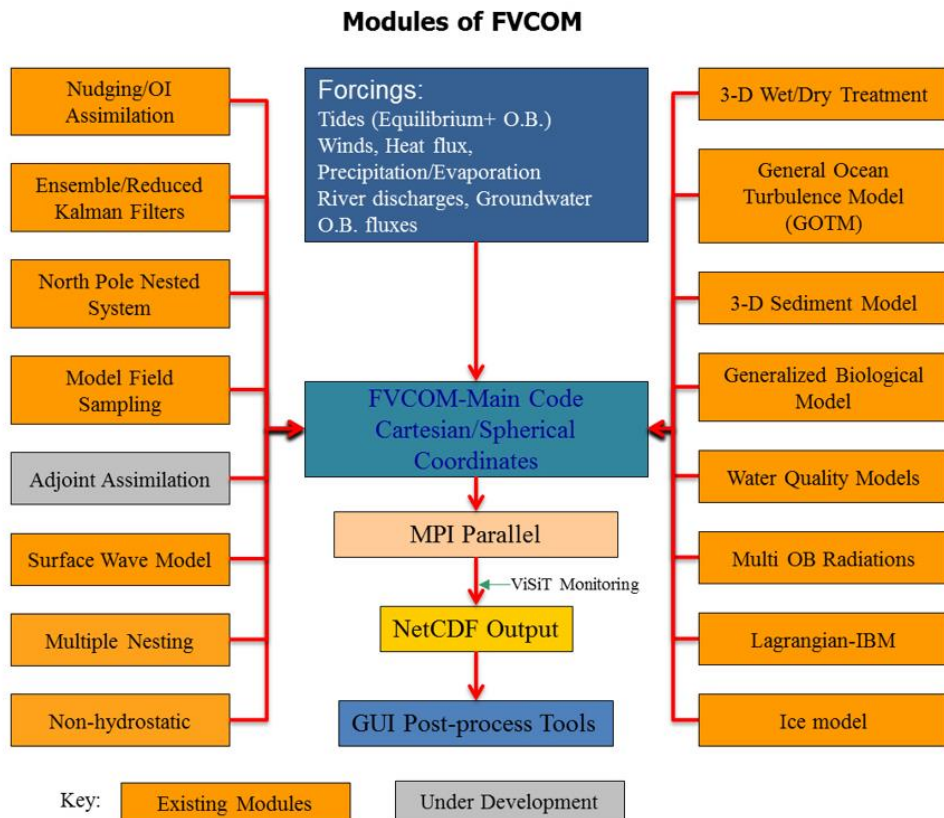 Modules of FVCOM
Nudging/OI
Assimilation
Ensemble/Reduced
Kalman Filters
North Pole Nested
System
Model Field
Sampling
Adjoint Assimilation
Surface Wave Model
Multiple Nesting
Non-hydrostatic
Forcings:
Tides (Equilibrium+ O.B.)
Winds, Heat flux,
Precipitation/Evaporation
River discharges, Groundwater
O.B. fluxes
FVCOM-Main Code
Cartesian/Spherical
Coordinates
MPI Parallel
ViSiT Monitoring
NetCDF Output
GUI Post-process Tools
3-D Wet/Dry Treatment
General Ocean
Turbulence Model
(GOTM)
3-D Sediment Model
Generalized Biological
Model
Water Quality Models
Multi OB Radiations
Lagrangian-IBM
Ice model
Key:
Existing Modules
Under Development